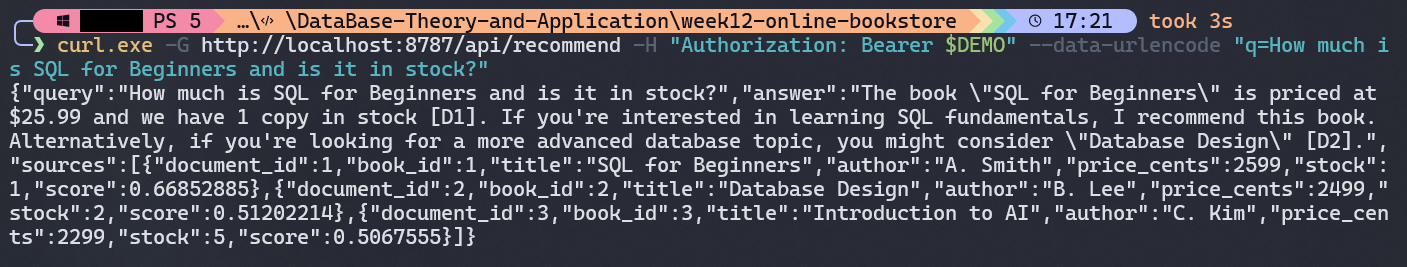 PS 5 …\ \DataBase-Theory-and-Application\week12-online-bookstore 17:21 took 3s
❯ curl.exe -G http://localhost:8787/api/recommend -H "Authorization: Bearer $DEMO" --data-urlencode "q=How much i
s SQL for Beginners and is it in stock?"
{"query":"How much is SQL for Beginners and is it in stock?","answer":"The book \"SQL for Beginners\" is priced at
$25.99 and we have 1 copy in stock [D1]. If you're interested in learning SQL fundamentals, I recommend this book.
Alternatively, if you're looking for a more advanced database topic, you might consider \"Database Design\" [D2].",
"sources":[{"document_id":1,"book_id":1,"title":"SQL for Beginners","author":"A. Smith","price_cents":2599,"stock":
1,"score":0.66852885},{"document_id":2,"book_id":2,"title":"Database Design","author":"B. Lee","price_cents":2499,"
stock":2,"score":0.51202214},{"document_id":3,"book_id":3,"title":"Introduction to AI","author":"C. Kim","price_cen
ts":2299,"stock":5,"score":0.5067555}]}